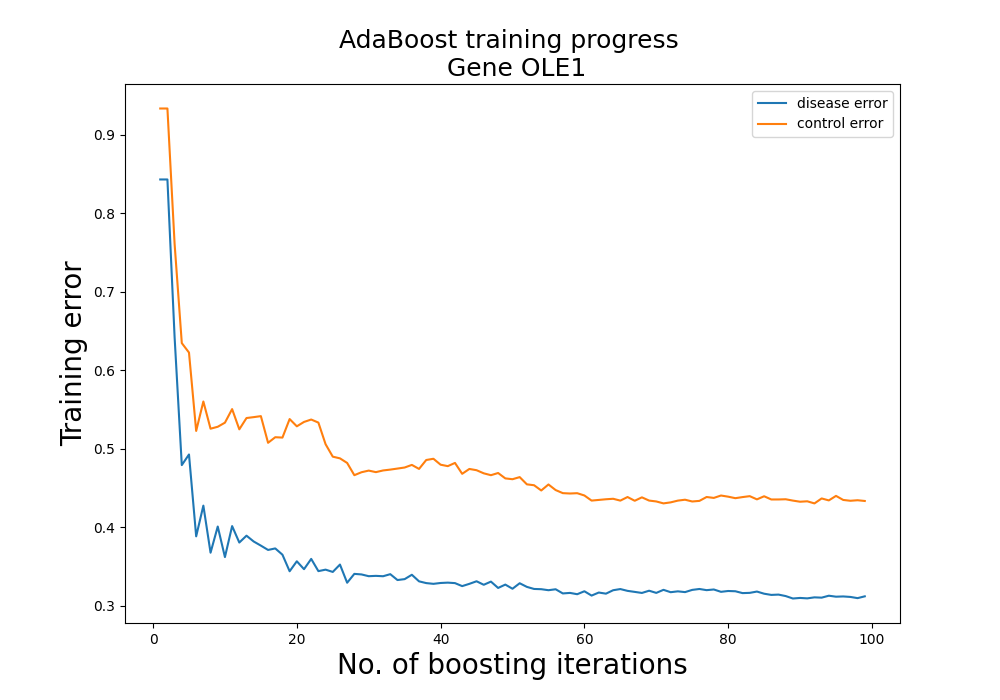 AdaBoost training progress
Gene OLE1
disease error
control error
Training error
0.9
0.8
0.7
0.6
0.5
0.4
0.3
0 20 40 60 80 100
No. of boosting iterations